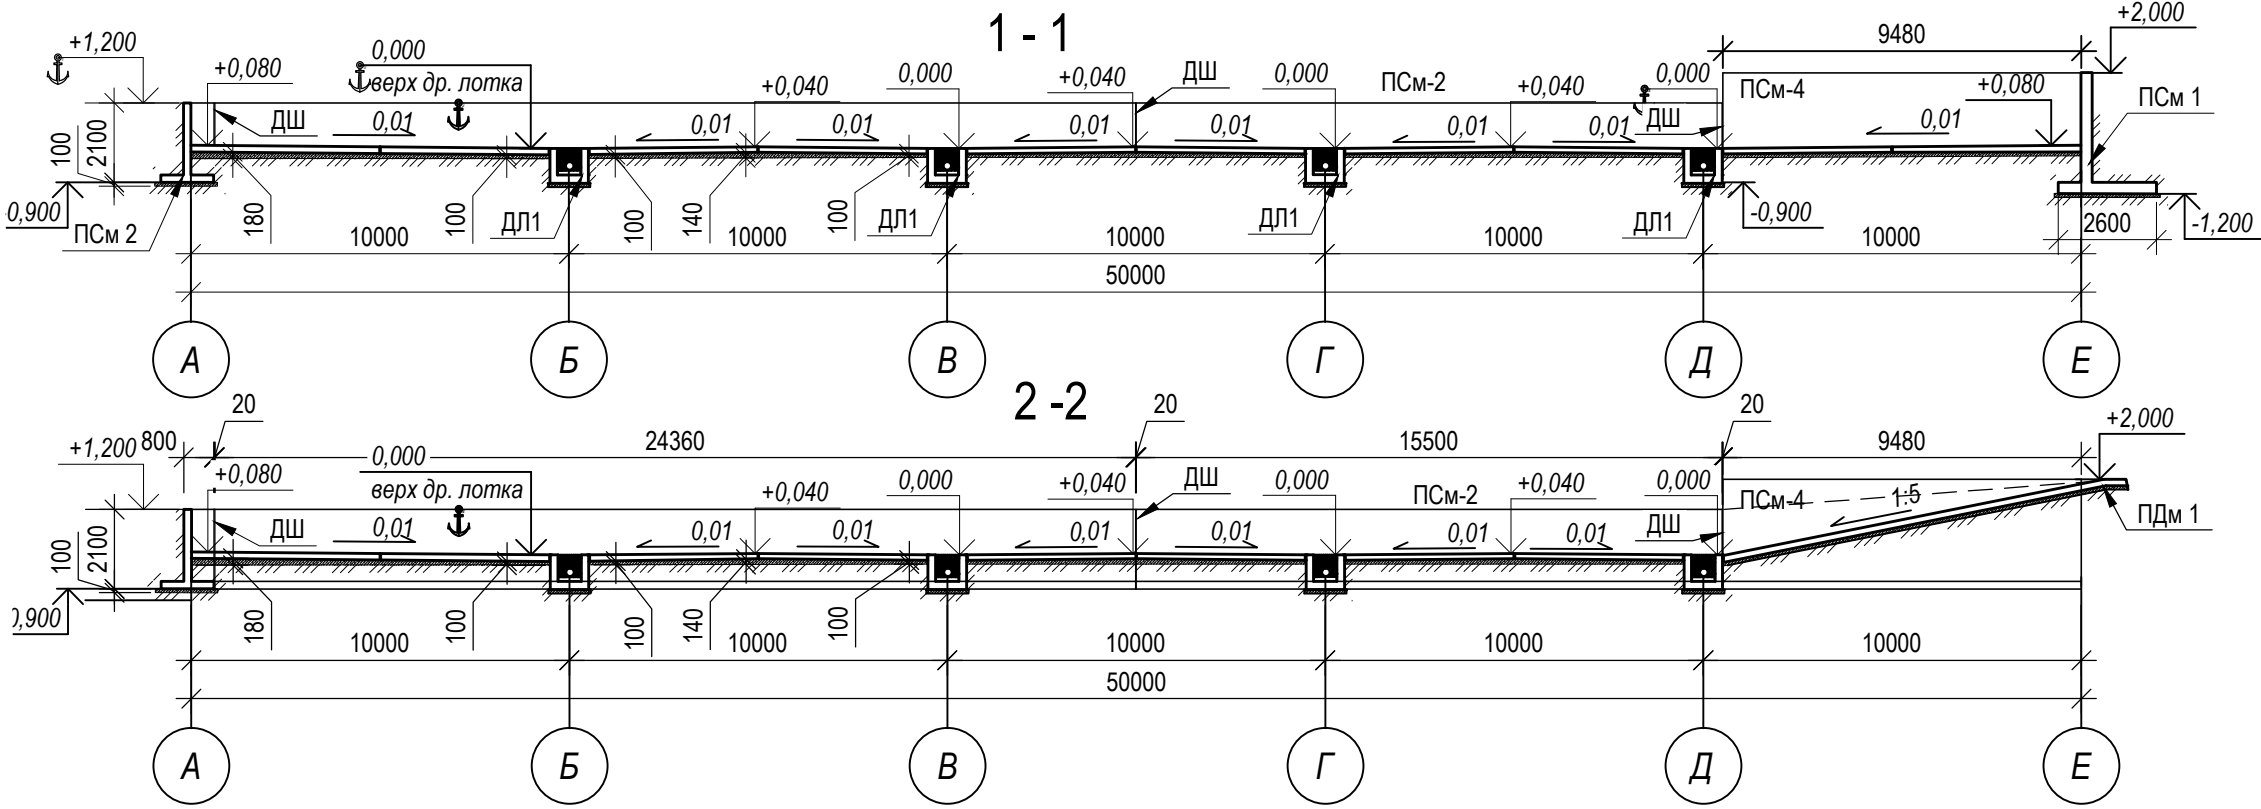 1 - 1
+1,200
+0,080
0,000
верх др. лотка
ДШ
0,01
+0,040
0,01
0,01
0,000
+0,040
ДШ
0,01
0,01
0,000
ПСм-2
+0,040
0,01
0,01
0,000
ДШ
9480
+2,000
ПСм-4
+0,080
0,01
ПСм 1
100
2100
0,900
ПСм 2
180
100
ДЛ1
100
140
100
ДЛ1
ДЛ1
ДЛ1
-0,900
2600
-1,200
10000
10000
10000
10000
10000
50000
А
Б
В
Г
Д
Е
2 -2
20
20
20
+1,200
800
24360
15500
9480
+2,000
+0,080
0,000
верх др. лотка
ДШ
0,01
+0,040
0,01
0,01
0,000
+0,040
ДШ
0,01
0,01
0,000
ПСм-2
+0,040
0,01
0,01
0,000
ДШ
ПСм-4
1:5
ПДм 1
100
2100
0,900
180
100
100
140
100
10000
10000
10000
10000
10000
50000
А
Б
В
Г
Д
Е